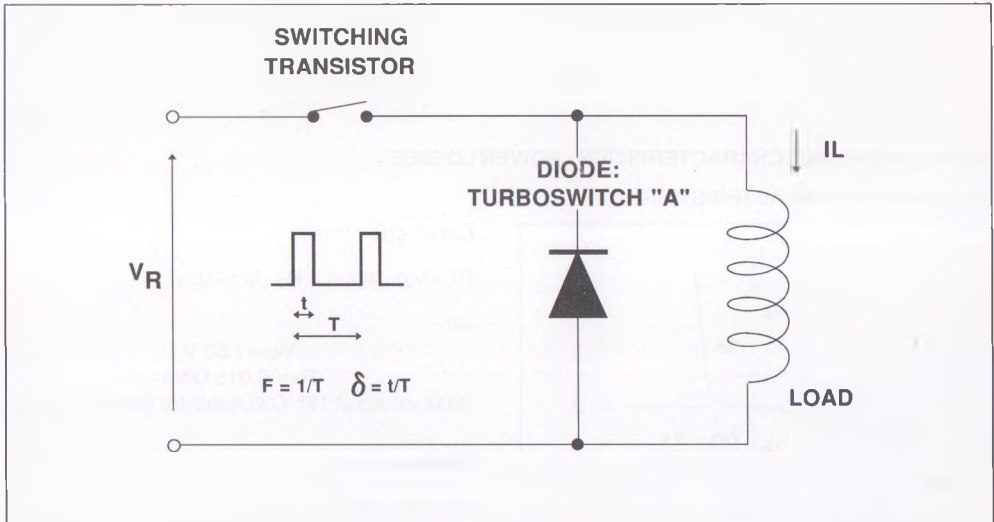 SWITCHING
TRANSISTOR
IL
DIODE:
TURBOSWITCH "A"
VR
t
T
F = 1/T   δ = t/T
LOAD